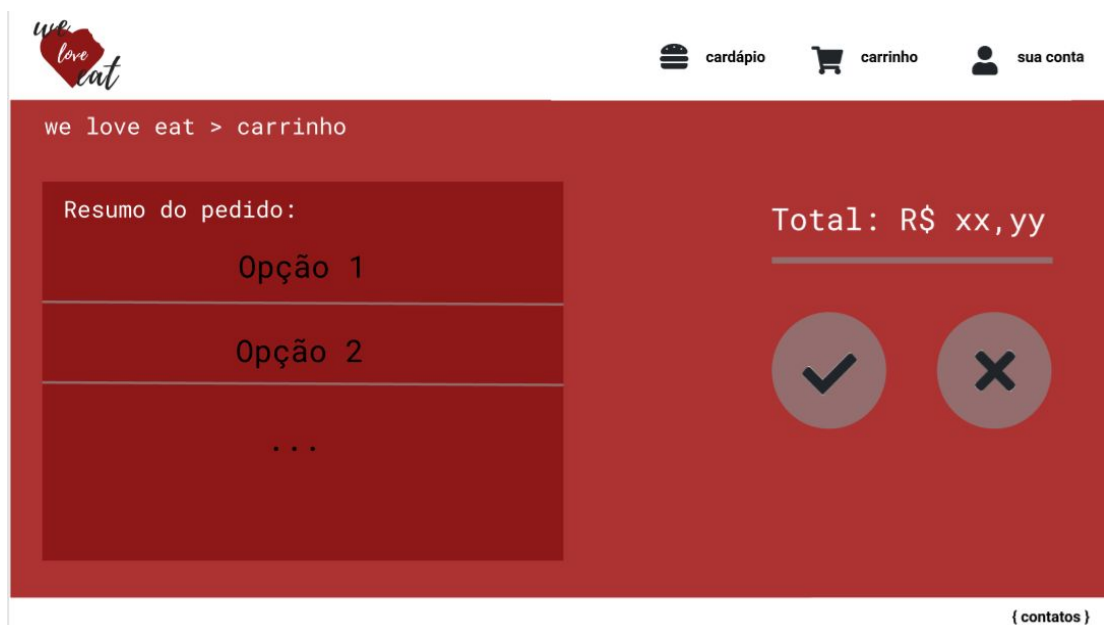 we
love
eat
cardápio
carrinho
sua conta
we love eat > carrinho
Resumo do pedido:
Opção 1
Opção 2
...
Total: R$ xx,yy
{ contatos }